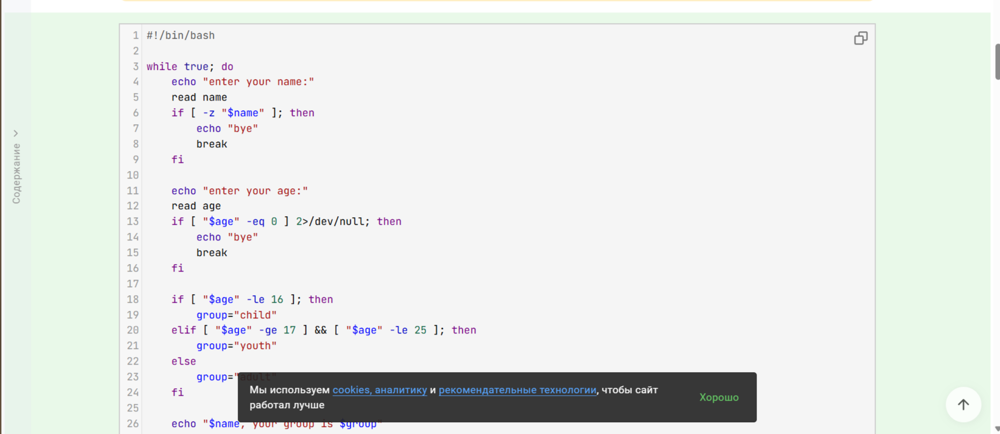 1 #!/bin/bash
2
3 while true; do
4     echo "enter your name:"
5     read name
6     if [ -z "$name" ]; then
7         echo "bye"
8         break
9     fi
10
11     echo "enter your age:"
12     read age
13     if [ "$age" -eq 0 ] 2>/dev/null; then
14         echo "bye"
15         break
16     fi
17
18     if [ "$age" -le 16 ]; then
19         group="child"
20     elif [ "$age" -ge 17 ] && [ "$age" -le 25 ]; then
21         group="youth"
22     else
23         group="adult"
24     fi
25
26     echo "$name, your group is $group"
Содержание
Мы используем cookies, аналитику и рекомендательные технологии, чтобы сайт
работал лучше
Хорошо